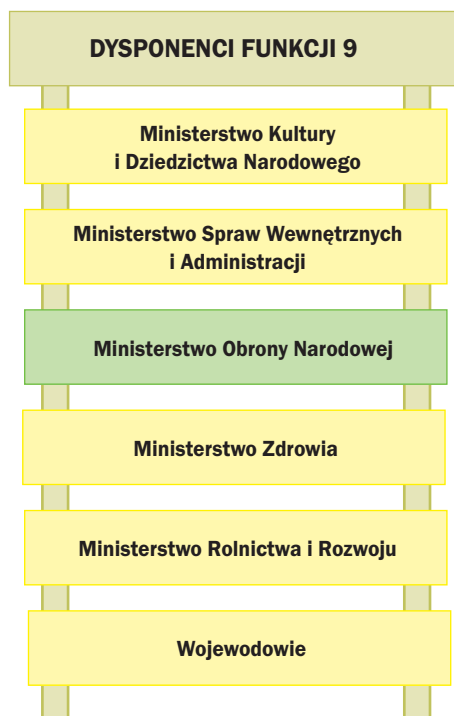 DYSPONENCI FUNKCJI 9
Ministerstwo Kultury
i Dziedzictwa Narodowego
Ministerstwo Spraw Wewnętrznych
i Administracji
Ministerstwo Obrony Narodowej
Ministerstwo Zdrowia
Ministerstwo Rolnictwa i Rozwoju
Wojewodowie